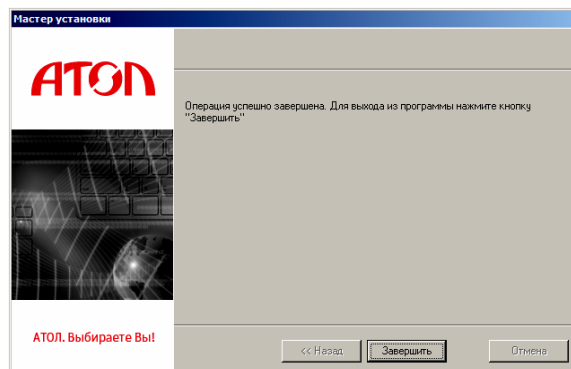 Мастер установки
АТОЛ
Операция успешно завершена. Для выхода из программы нажмите кнопку
"Завершить"
АТОЛ. Выбираете Вы!
<< Назад
Завершить
Отмена